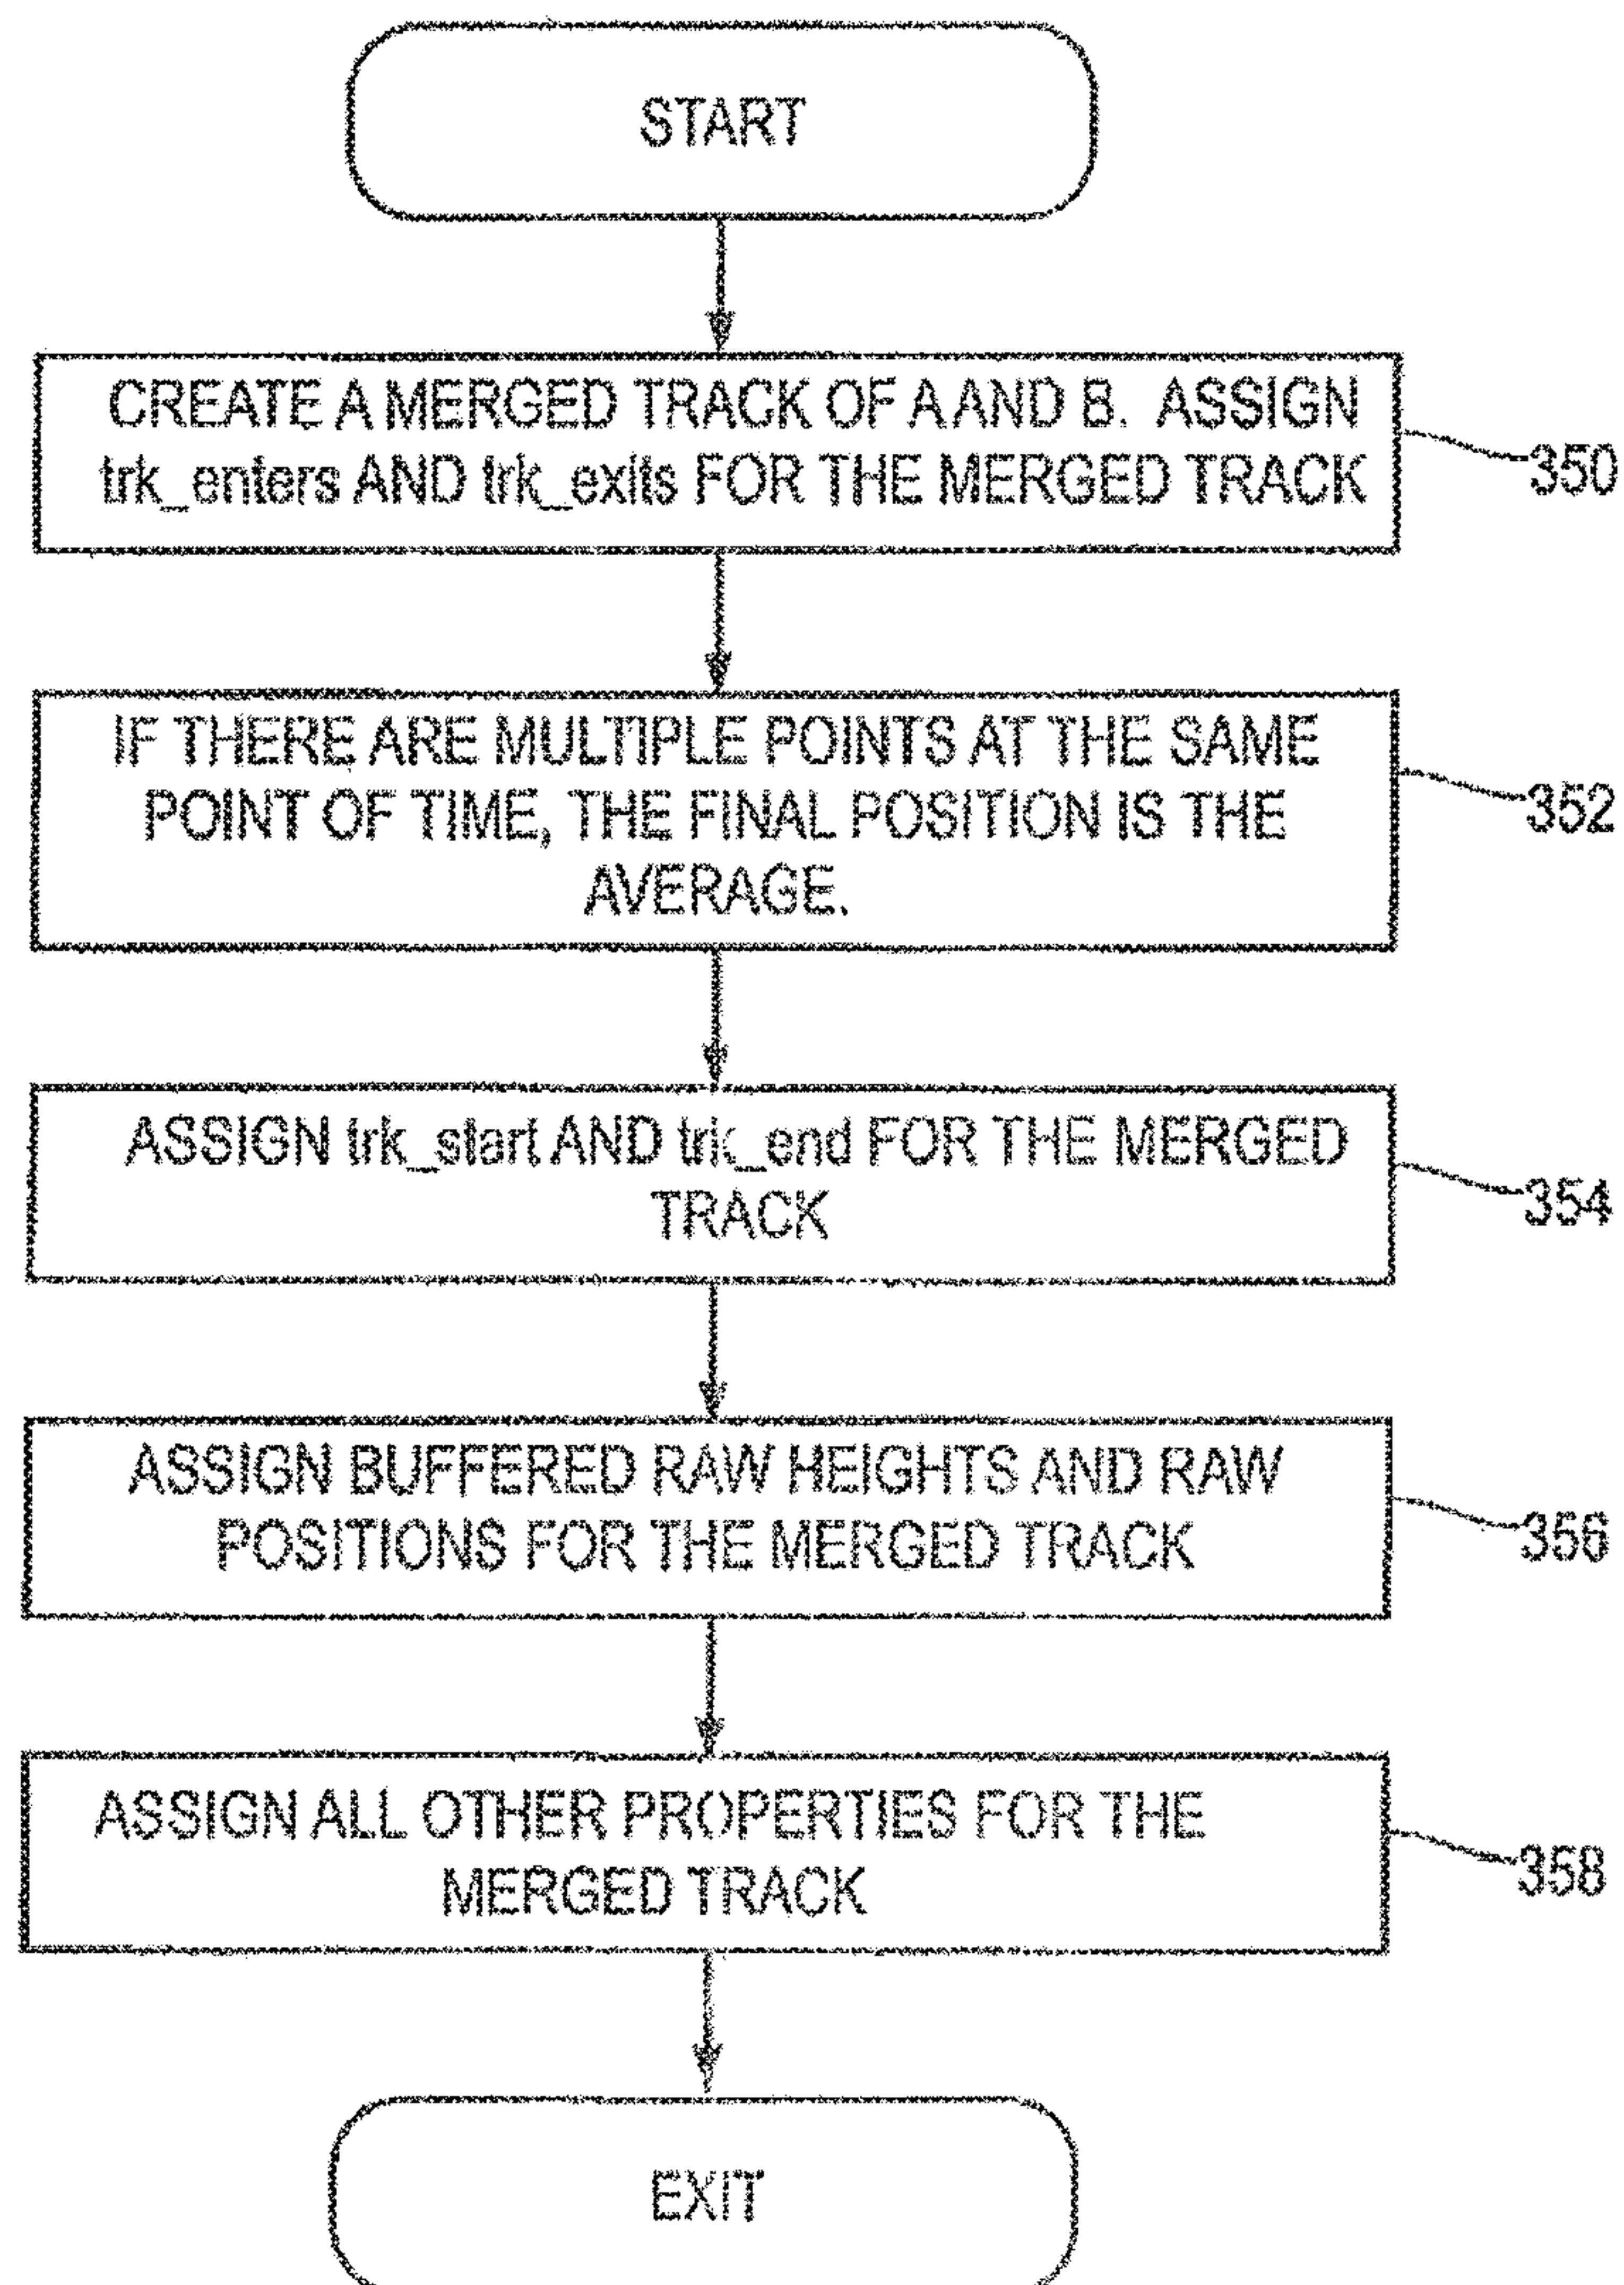 START
CREATE A MERGED TRACK OF A AND B. ASSIGN
trk_enters AND trk_exits FOR THE MERGED TRACK
350
IF THERE ARE MULTIPLE POINTS AT THE SAME
POINT OF TIME, THE FINAL POSITION IS THE
AVERAGE.
352
ASSIGN trk_start AND trk_end FOR THE MERGED
TRACK
354
ASSIGN BUFFERED RAW HEIGHTS AND RAW
POSITIONS FOR THE MERGED TRACK
356
ASSIGN ALL OTHER PROPERTIES FOR THE
MERGED TRACK
358
EXIT